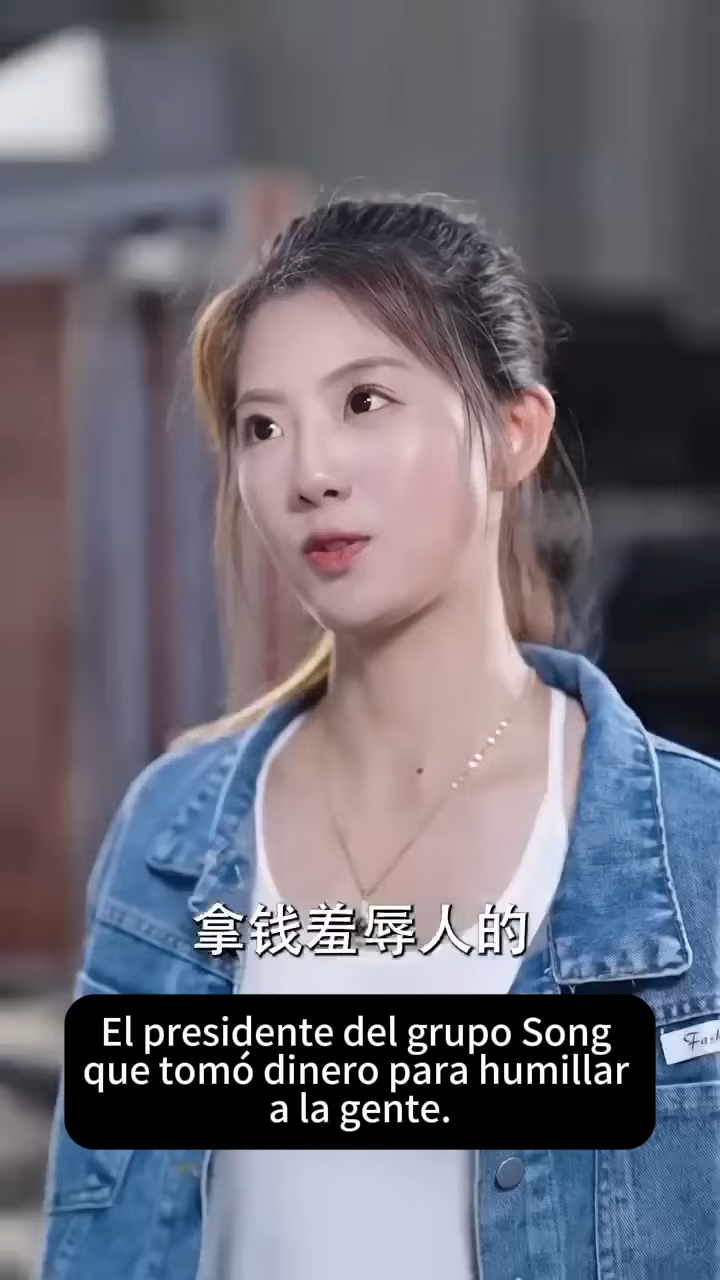 拿钱羞辱人的
El presidente del grupo Song
que tomó dinero para humillar
a la gente.